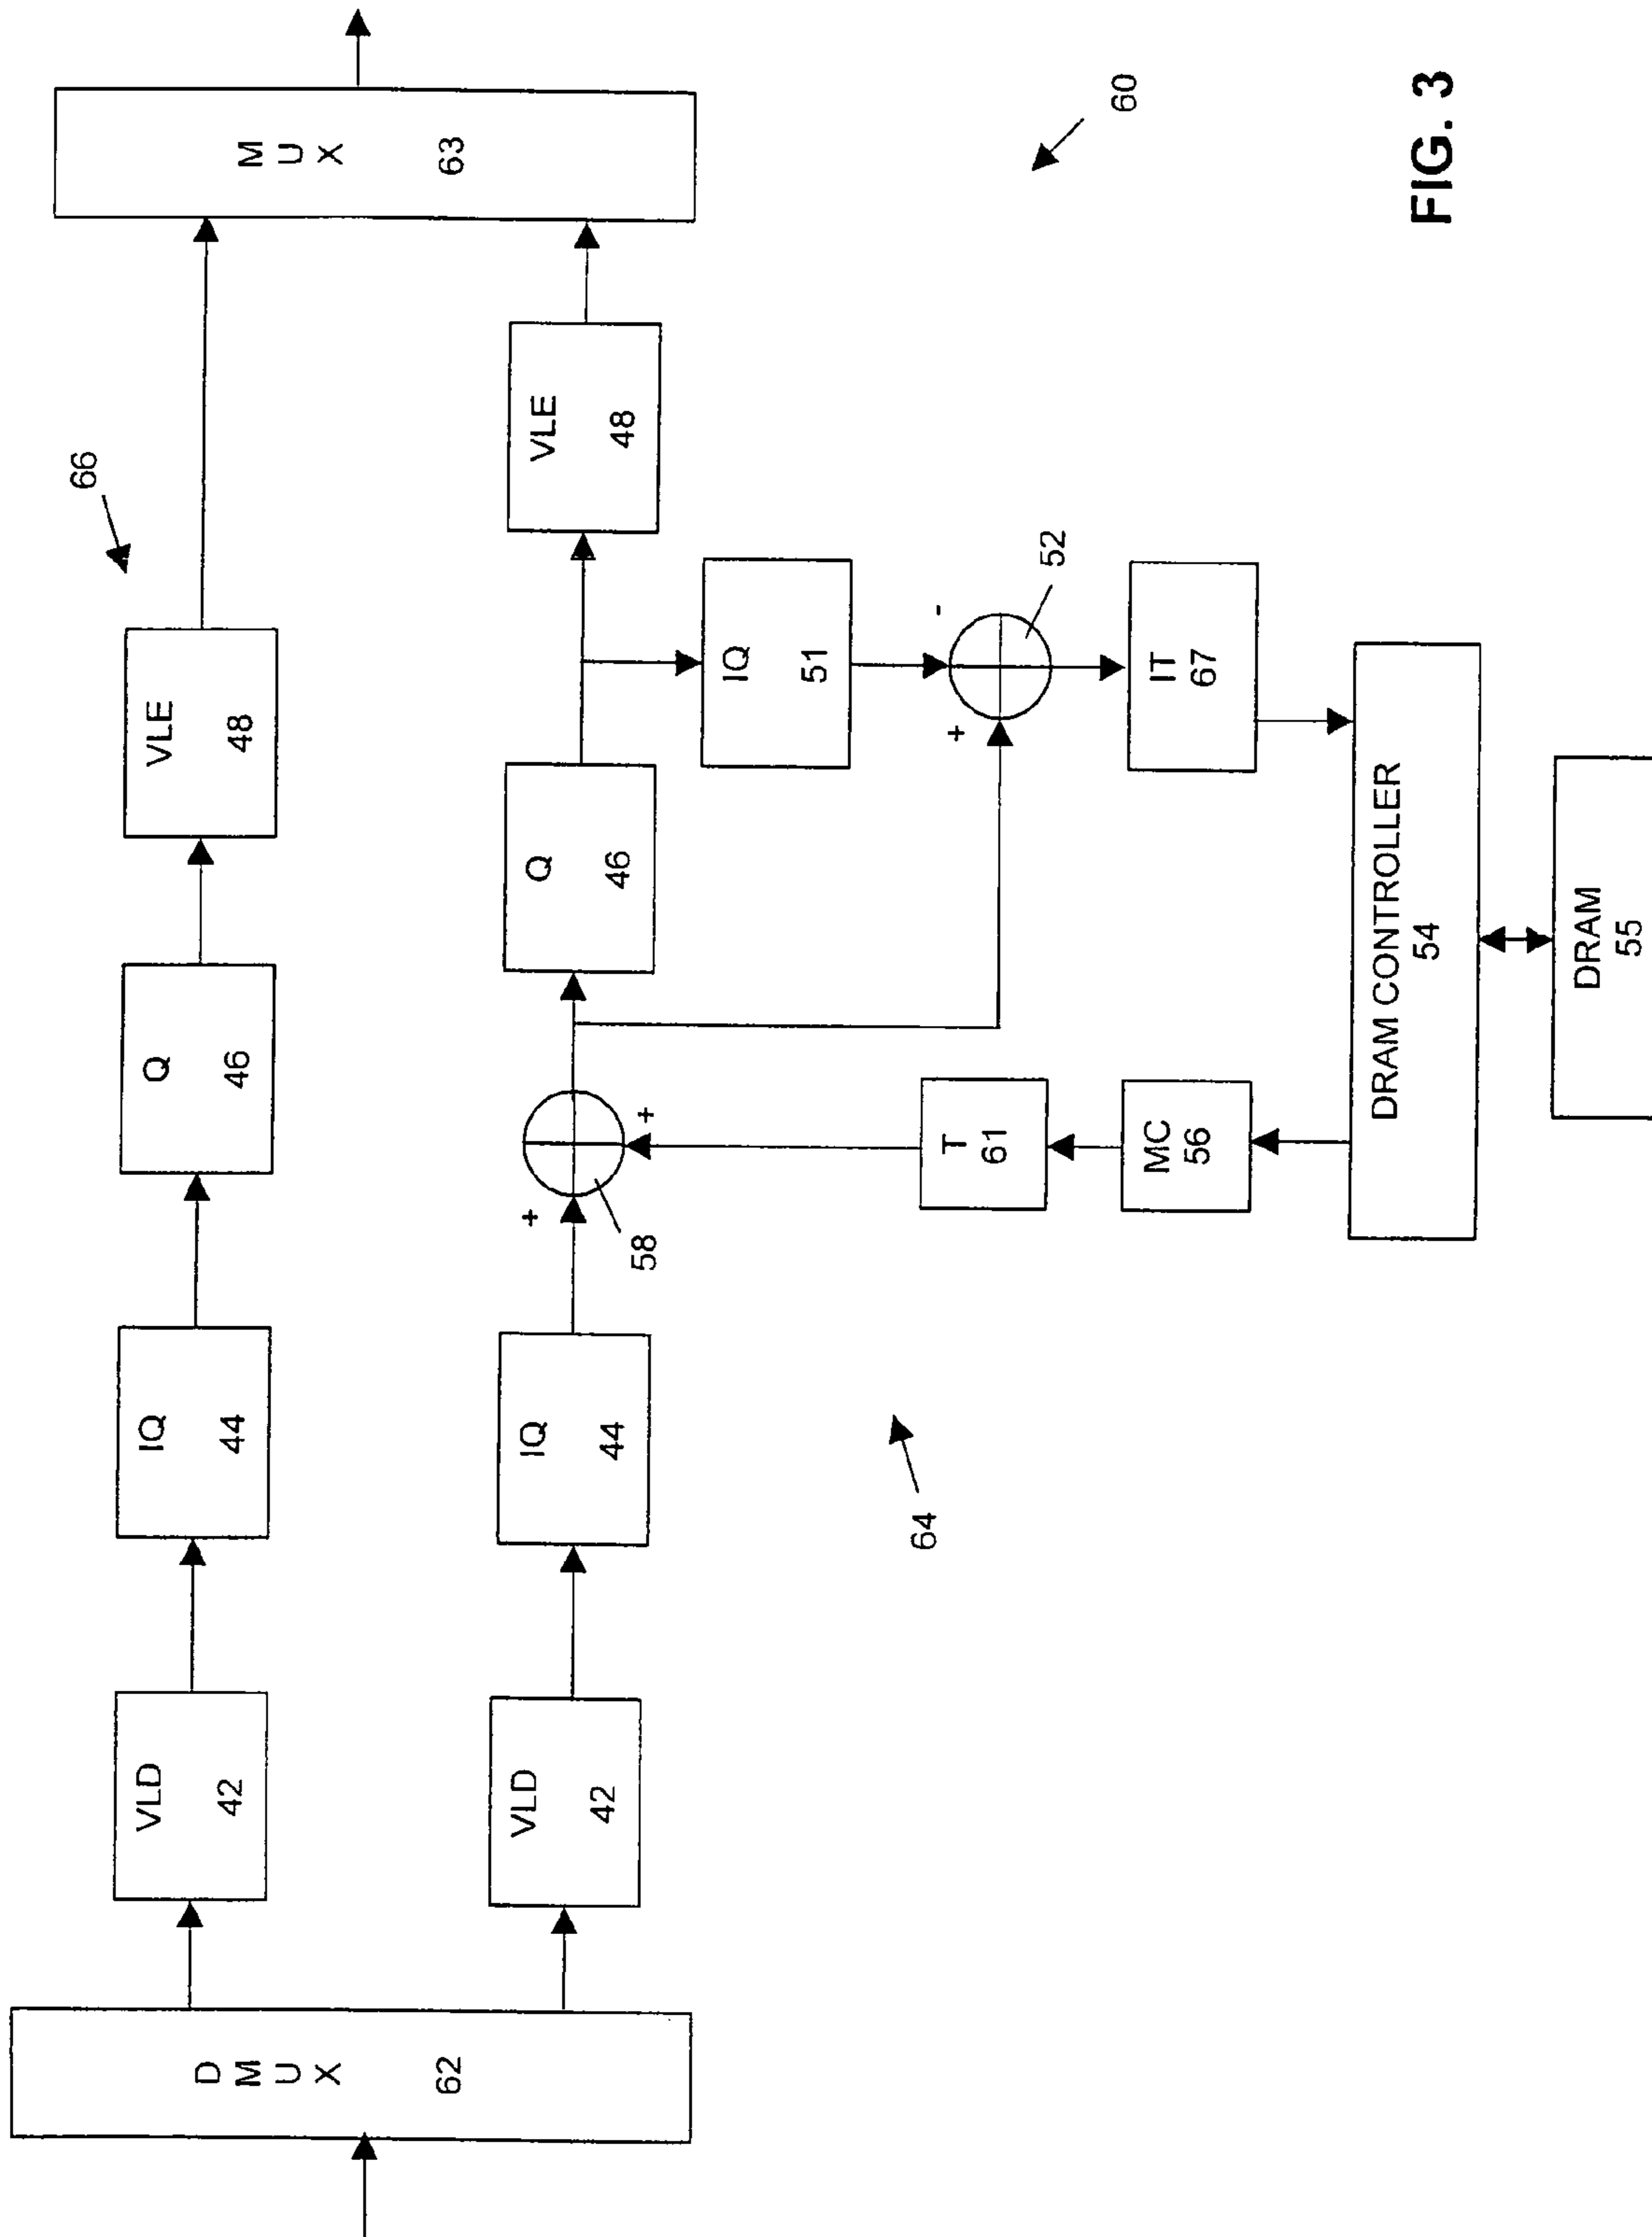 66
VLD
42
IQ
44
Q
46
VLE
48
D
M
U
X
62
M
U
X
63
VLD
42
IQ
44
+
+
58
Q
46
VLE
48
IQ
51
-
+
52
T
61
MC
56
IT
67
64
60
DRAM CONTROLLER
54
DRAM
55
FIG. 3